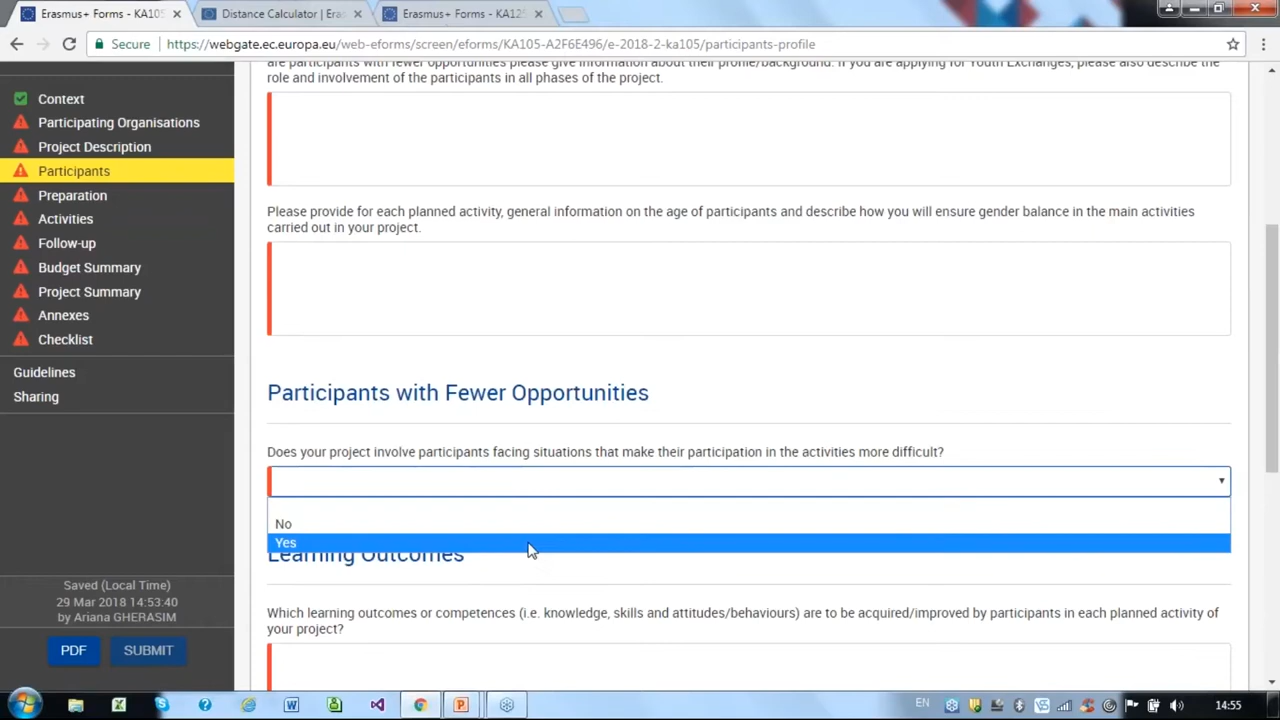 Erasmus+ Forms - KA105
Distance Calculator | Eras
Erasmus+ Forms - KA125
Secure
https://webgate.ec.europa.eu/web-eforms/screen/eforms/KA105-A2F6E496/e-2018-2-ka105/participants-profile
are participants with fewer opportunities please give information about their profile/background. If you are applying for Youth Exchanges, please also describe the
role and involvement of the participants in all phases of the project.
Context
Participating Organisations
Project Description
Participants
Preparation
Activities
Follow-up
Budget Summary
Project Summary
Annexes
Checklist
Guidelines
Sharing
Please provide for each planned activity, general information on the age of participants and describe how you will ensure gender balance in the main activities
carried out in your project.
Participants with Fewer Opportunities
Does your project involve participants facing situations that make their participation in the activities more difficult?
No
Yes
Learning Outcomes
Which learning outcomes or competences (i.e. knowledge, skills and attitudes/behaviours) are to be acquired/improved by participants in each planned activity of
your project?
Saved (Local Time)
29 Mar 2018 14:53:40
by Ariana GHERASIM
PDF
SUBMIT
EN
14:55